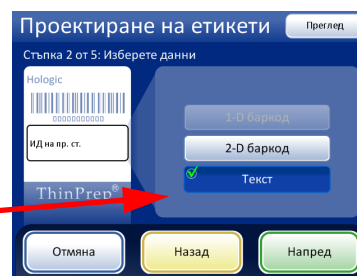 Проектиране на етикети
Преглед
Стъпка 2 от 5: Изберете данни
Hologic
00000000000
ИД на пр. ст.
ThinPrep®
1-D баркод
2-D баркод
Текст
Отмяна
Назад
Напред